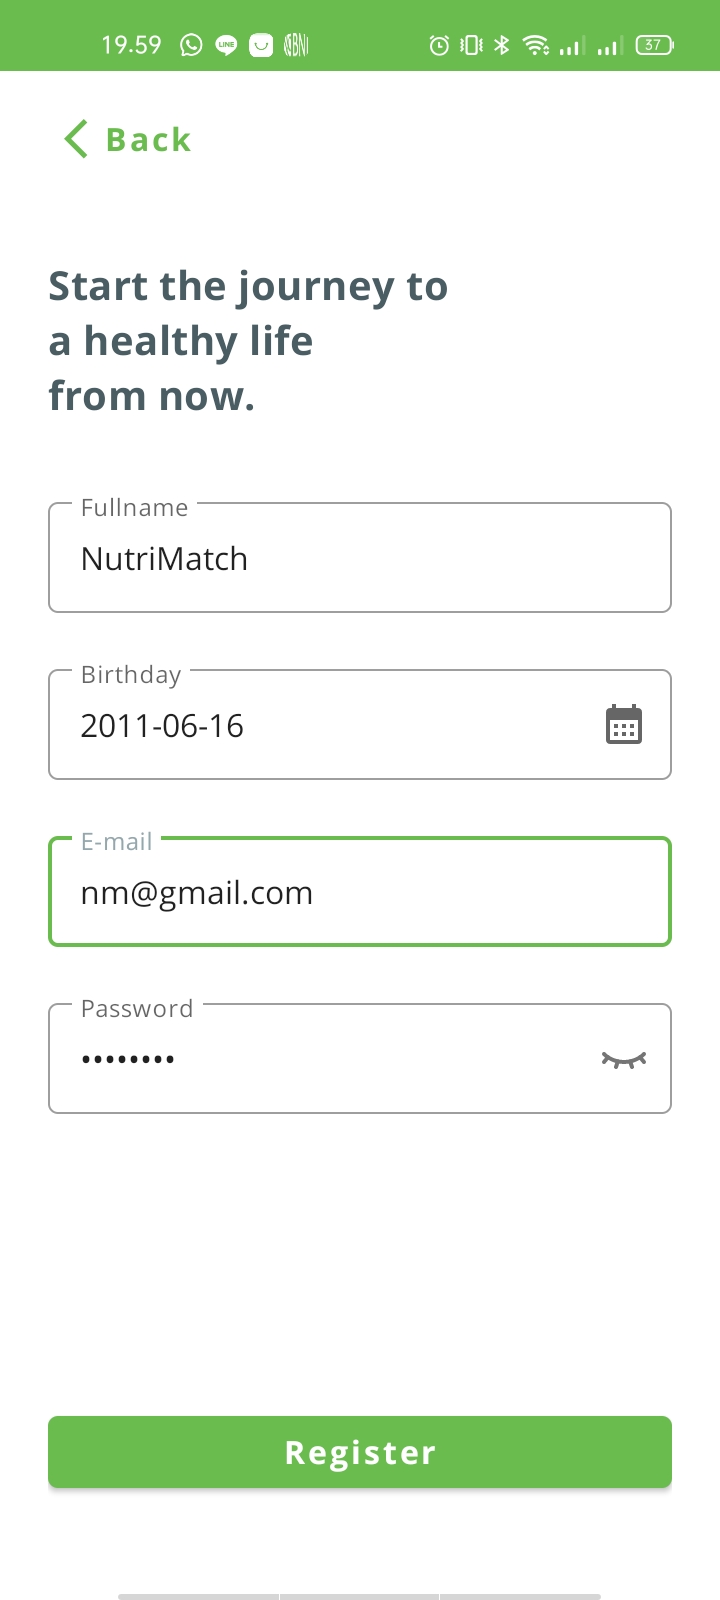 19.59 LINE BNI 37
Back
Start the journey to
a healthy life
from now.
Fullname
NutriMatch
Birthday
2011-06-16
E-mail
nm@gmail.com
Password
••••••••
Register